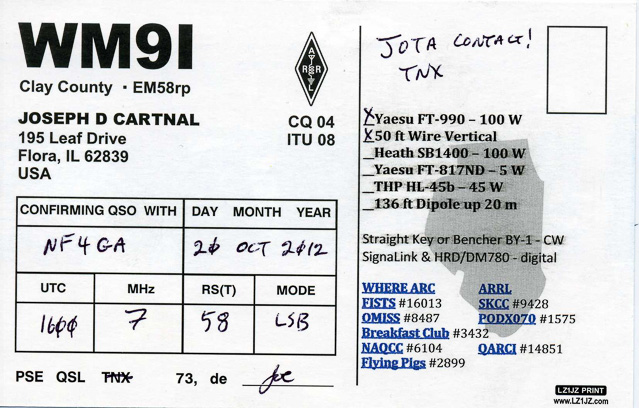 WM9I
Clay County · EM58rp
JOSEPH D CARTNAL
195 Leaf Drive
Flora, IL 62839
USA
A
R R
L
CQ 04
ITU 08
CONFIRMING QSO WITH DAY MONTH YEAR
NF4GA 20 OCT 2012
UTC MHz RS(T) MODE
1600 7 58 LSB
PSE QSL TNX 73, de Joe
JOTA CONTACT!
TNX
X Yaesu FT-990 – 100 W
X 50 ft Wire Vertical
_Heath SB1400 – 100 W
_Yaesu FT-817ND – 5 W
_THP HL-45b – 45 W
_136 ft Dipole up 20 m
Straight Key or Bencher BY-1 - CW
SignaLink & HRD/DM780 - digital
WHERE ARC ARRL
FISTS #16013 SKCC #9428
OMISS #8487 PODX070 #1575
Breakfast Club #3432
NAQCC #6104 QARCI #14851
Flying Pigs #2899
LZ1JZ PRINT
www.LZ1JZ.com